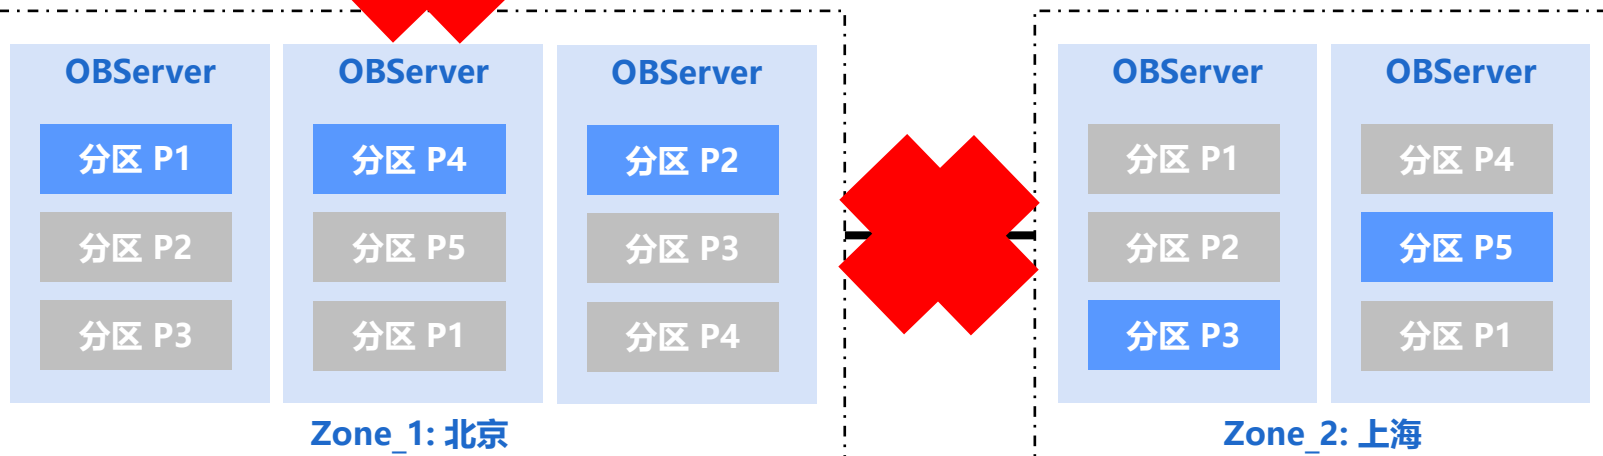 OBServer
分区 P1
分区 P2
分区 P3
OBServer
分区 P4
分区 P5
分区 P1
OBServer
分区 P2
分区 P3
分区 P4
Zone_1: 北京
OBServer
分区 P1
分区 P2
分区 P3
OBServer
分区 P4
分区 P5
分区 P1
Zone_2: 上海